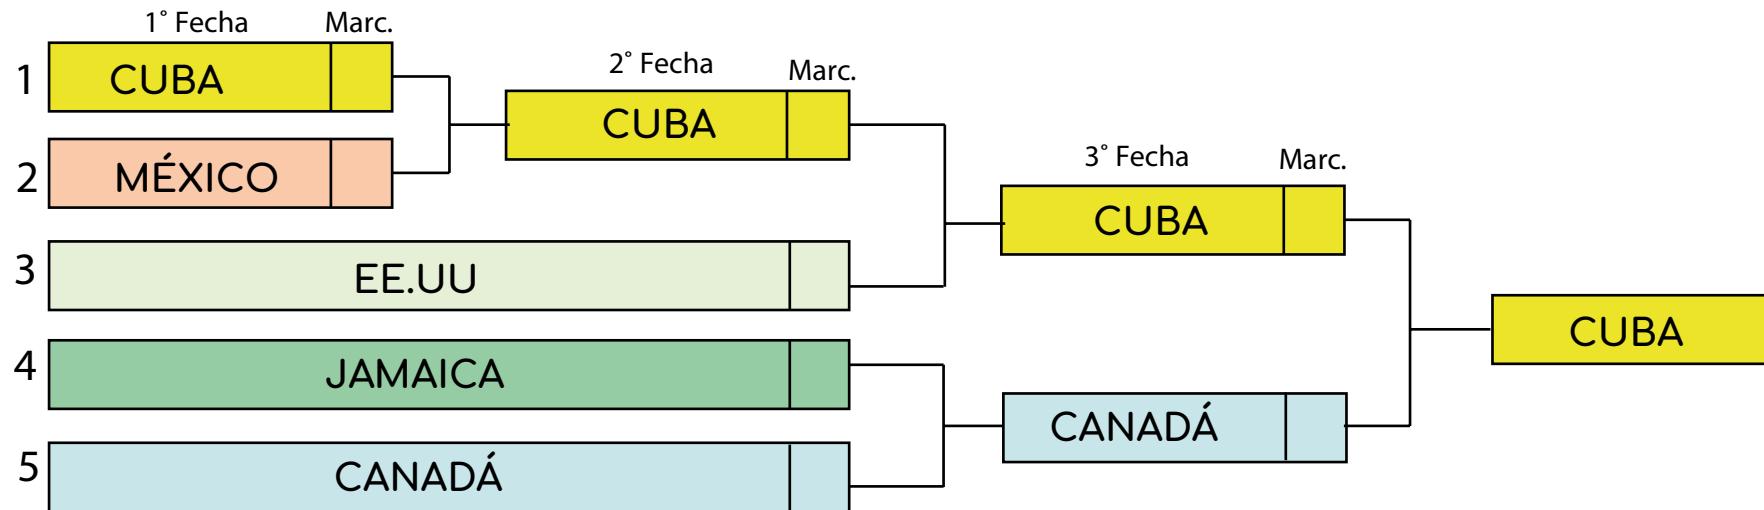 1° Fecha Marc.
1 CUBA
2 MÉXICO
2° Fecha Marc.
CUBA
3 EE.UU
4 JAMAICA
5 CANADÁ
3° Fecha Marc.
CUBA
CANADÁ
CUBA